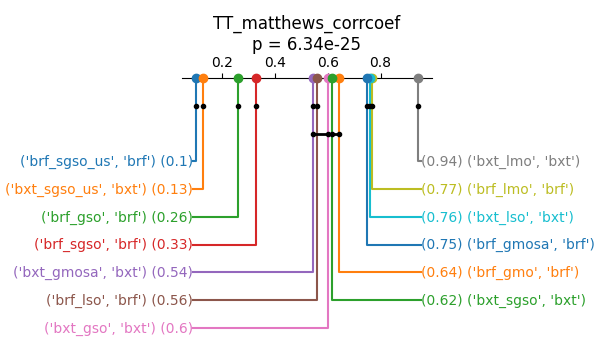 TT_matthews_corrcoef
p = 6.34e-25
0.2 0.4 0.6 0.8
('brf_sgso_us', 'brf') (0.1)
('bxt_sgso_us', 'bxt') (0.13)
('brf_gso', 'brf') (0.26)
('brf_sgso', 'brf') (0.33)
('bxt_gmosa', 'bxt') (0.54)
('brf_lso', 'brf') (0.56)
('bxt_gso', 'bxt') (0.6)
(0.94) ('bxt_lmo', 'bxt')
(0.77) ('brf_lmo', 'brf')
(0.76) ('bxt_lso', 'bxt')
(0.75) ('brf_gmosa', 'brf')
(0.64) ('brf_gmo', 'brf')
(0.62) ('bxt_sgso', 'bxt')